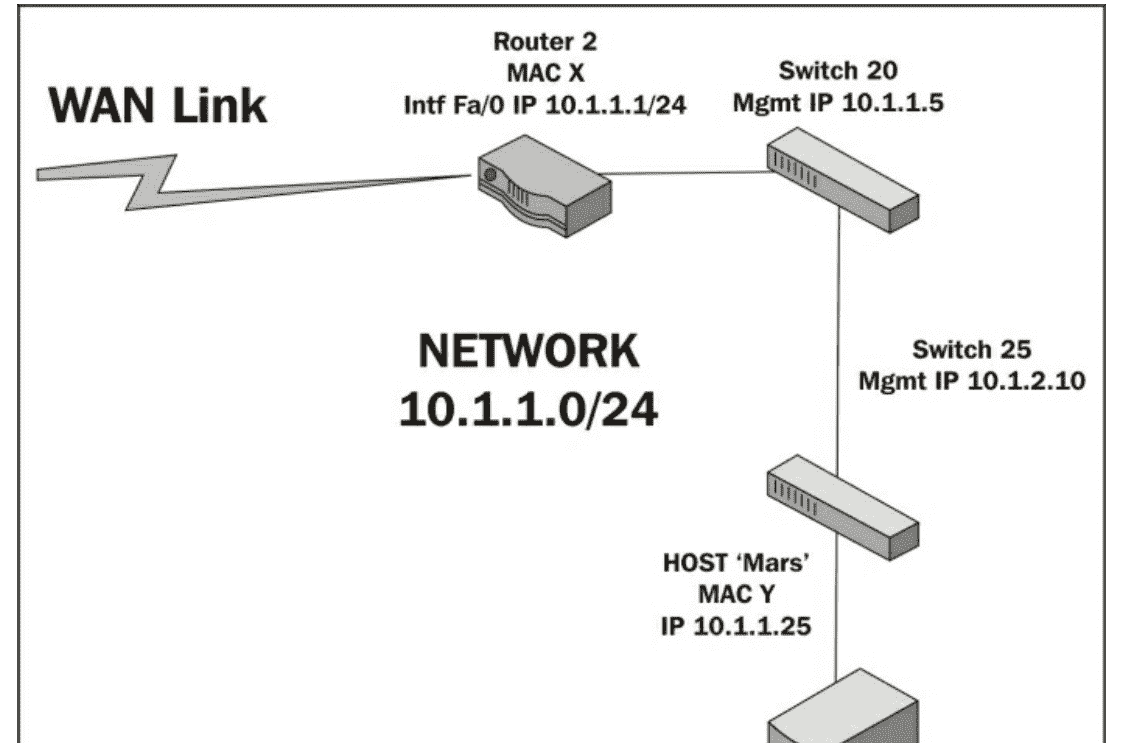 Router 2
MAC X
Intf Fa/0 IP 10.1.1.1/24
Switch 20
Mgmt IP 10.1.1.5
WAN Link
NETWORK
10.1.1.0/24
Switch 25
Mgmt IP 10.1.2.10
HOST ‘Mars’
MAC Y
IP 10.1.1.25